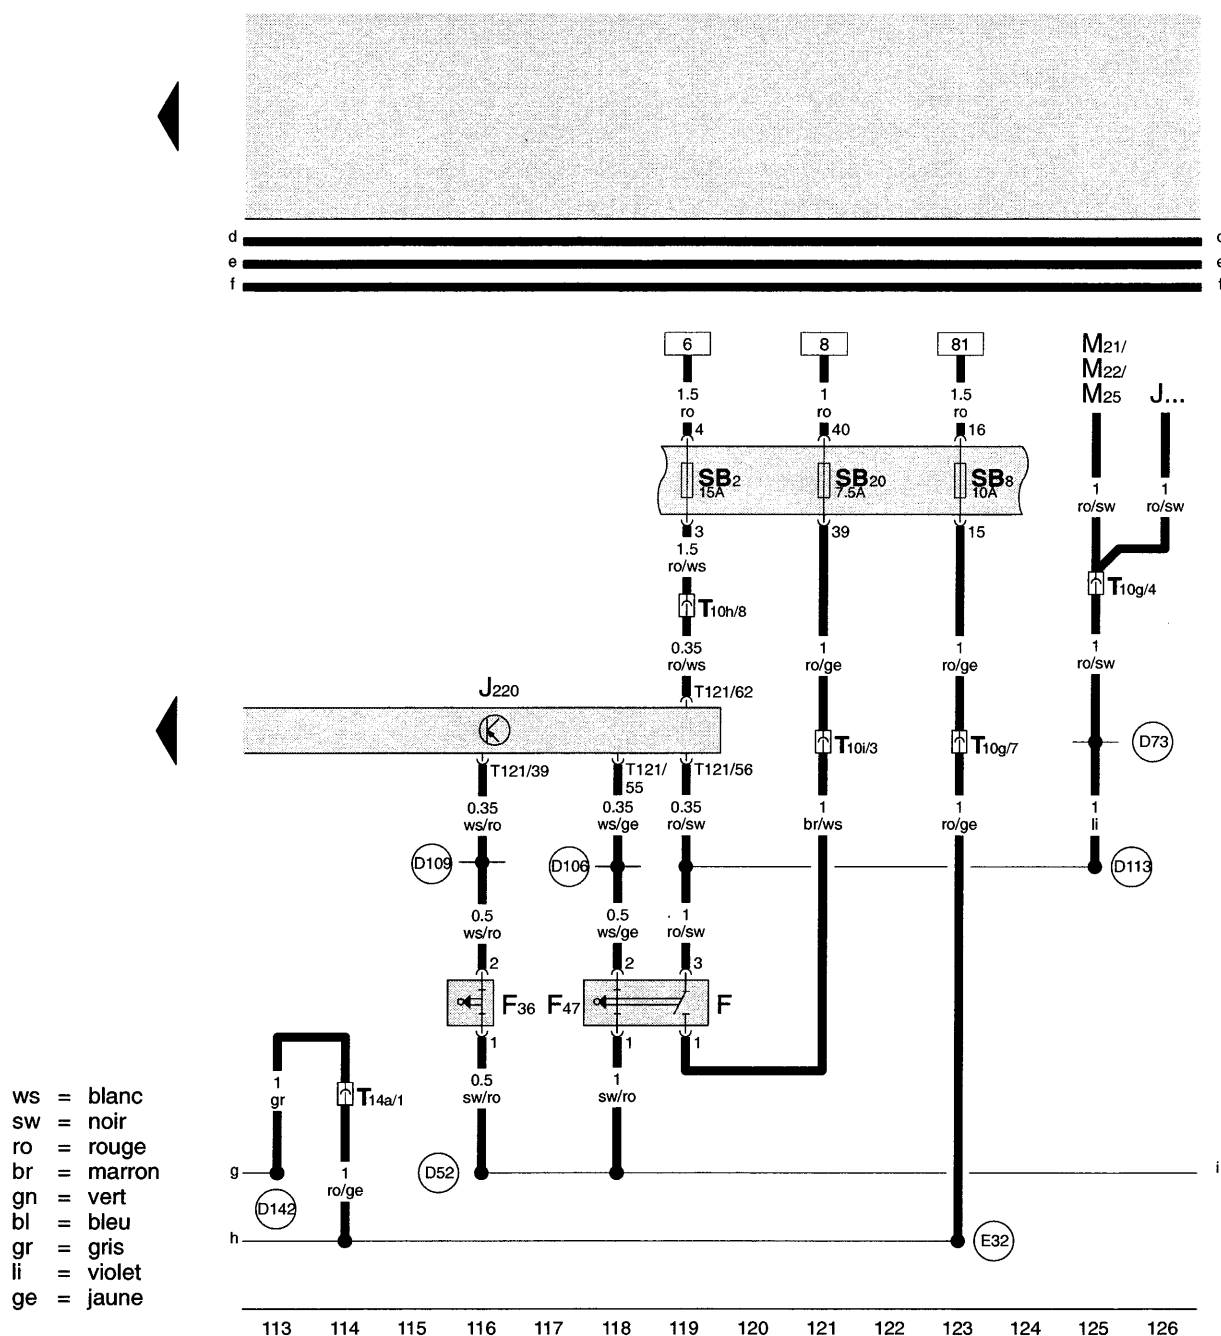 d
e
f
6
8
81
M21/
M22/
M25
J...
1.5
ro
4
1
ro
40
1.5
ro
16
SB2
15A
SB20
7.5A
SB8
10A
1
ro/sw
1
ro/sw
3
39
15
1.5
ro/ws
T10h/8
T10g/4
0.35
ro/ws
1
ro/ge
1
ro/ge
1
ro/sw
J220
T121/62
T10i/3
T10g/7
D73
T121/39
T121/
55
T121/56
0.35
ws/ro
0.35
ws/ge
0.35
ro/sw
1
br/ws
1
ro/ge
1
li
D109
D106
D113
0.5
ws/ro
0.5
ws/ge
1
ro/sw
2
2
3
F36
F47
F
1
1
1
1
gr
T14a/1
0.5
sw/ro
1
sw/ro
ws = blanc
sw = noir
ro = rouge
br = marron
gn = vert
bl = bleu
gr = gris
li = violet
ge = jaune
g
D142
1
ro/ge
D52
i
h
E32
113 114 115 116 117 118 119 120 121 122 123 124 125 126